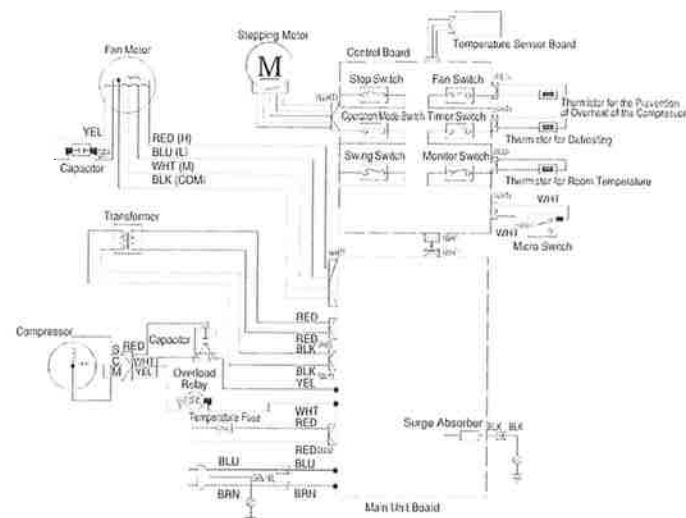 Stepping Motor
Fan Motor
Control Board
Temperature Sensor Board
Stop Switch
Fan Switch
Operation Mode Switch
Timer Switch
Thermistor for the Prevention
of Overheat of the Compressor
Thermistor for Defrosting
Swing Switch
Monitor Switch
Thermistor for Room Temperature
M
YEL
Capacitor
RED (H)
BLU (L)
WHT (M)
BLK (COM)
WHT
WHT
Micro Switch
Transformer
RED
RED
BLK
BLK
YEL
WHT
RED
RED
Compressor
S
C
M
RED
WHT
YEL
Capacitor
Overload
Relay
Temperature Fuse
Surge Absorber
BLK
BLK
BLU
BLU
BRN
BRN
Main Unit Board